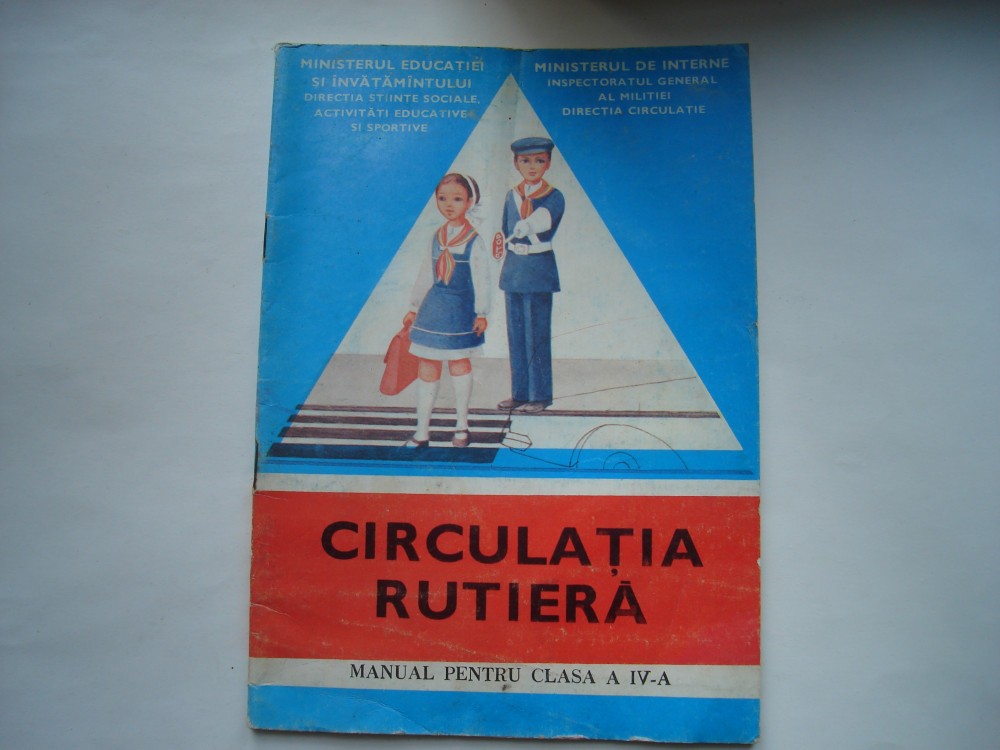 MINISTERUL EDUCAȚIEI
ȘI ÎNVĂȚĂMÎNTULUI
DIRECȚIA ȘTIINȚE SOCIALE,
ACTIVITĂȚI EDUCATIVE
ȘI SPORTIVE
MINISTERUL DE INTERNE
INSPECTORATUL GENERAL
AL MILIȚIEI
DIRECȚIA CIRCULAȚIE
STOP
CIRCULAȚIA
RUTIERĂ
MANUAL PENTRU CLASA A IV-A